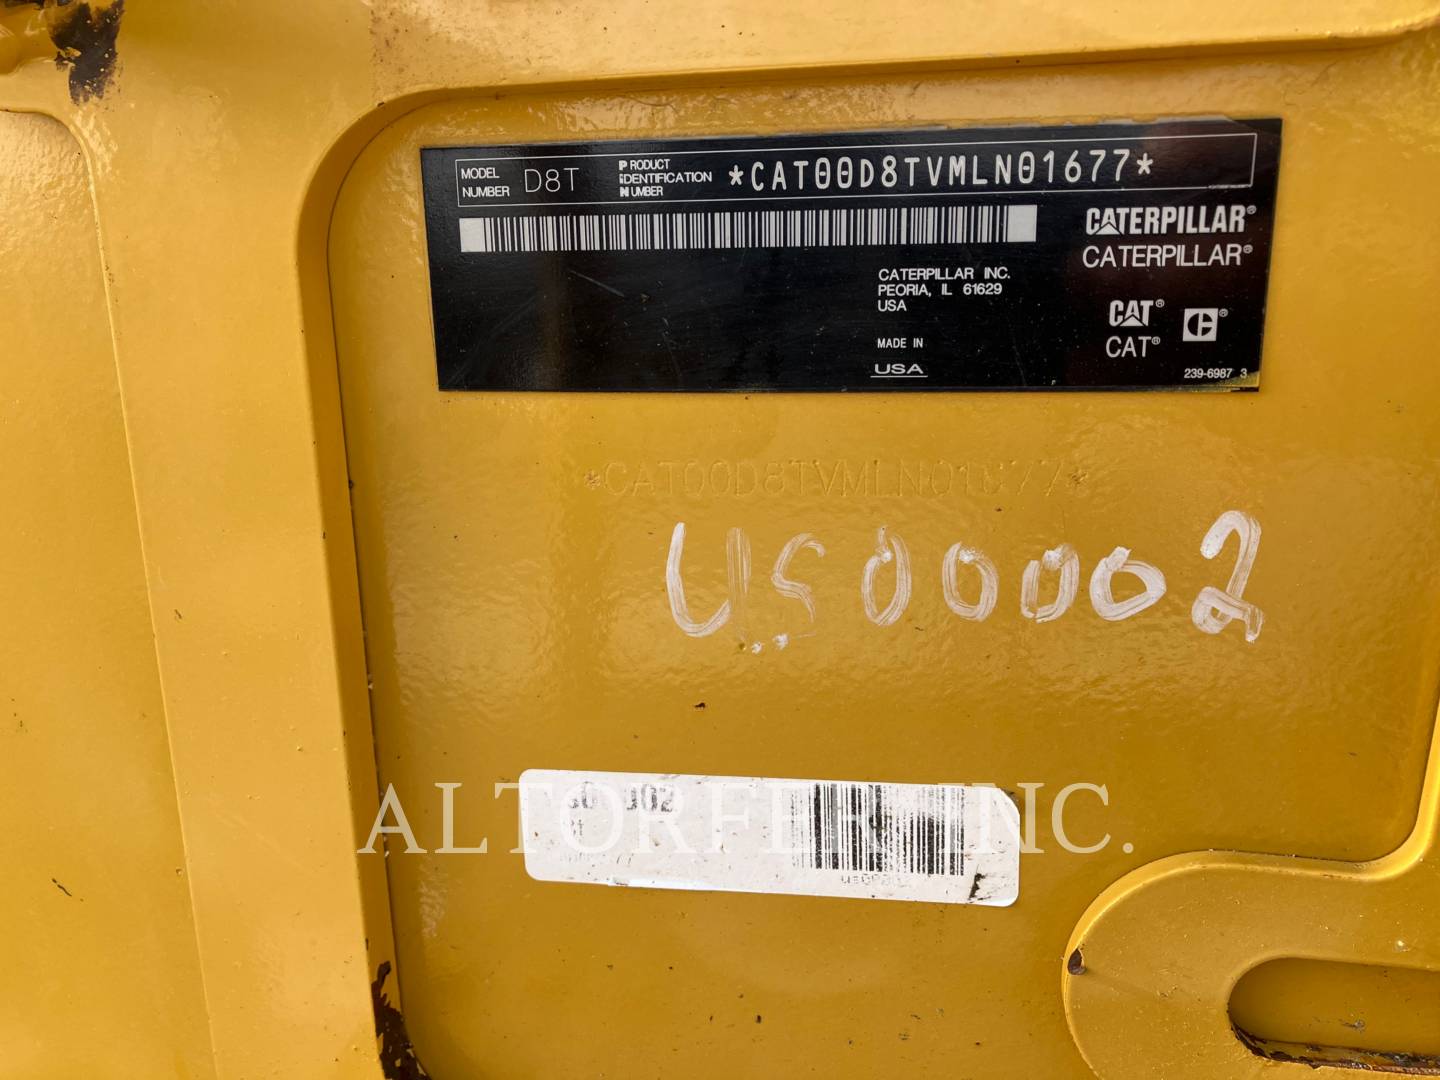 MODEL NUMBER D8T PRODUCT IDENTIFICATION NUMBER *CAT00D8TVMLN01677*
CATERPILLAR®
CATERPILLAR®
CATERPILLAR INC.
PEORIA, IL 61629
USA
CAT®
CAT®
MADE IN
USA
239-6987 3
*CAT00D8TVMLN01677*
US00002
ALTORFER INC.